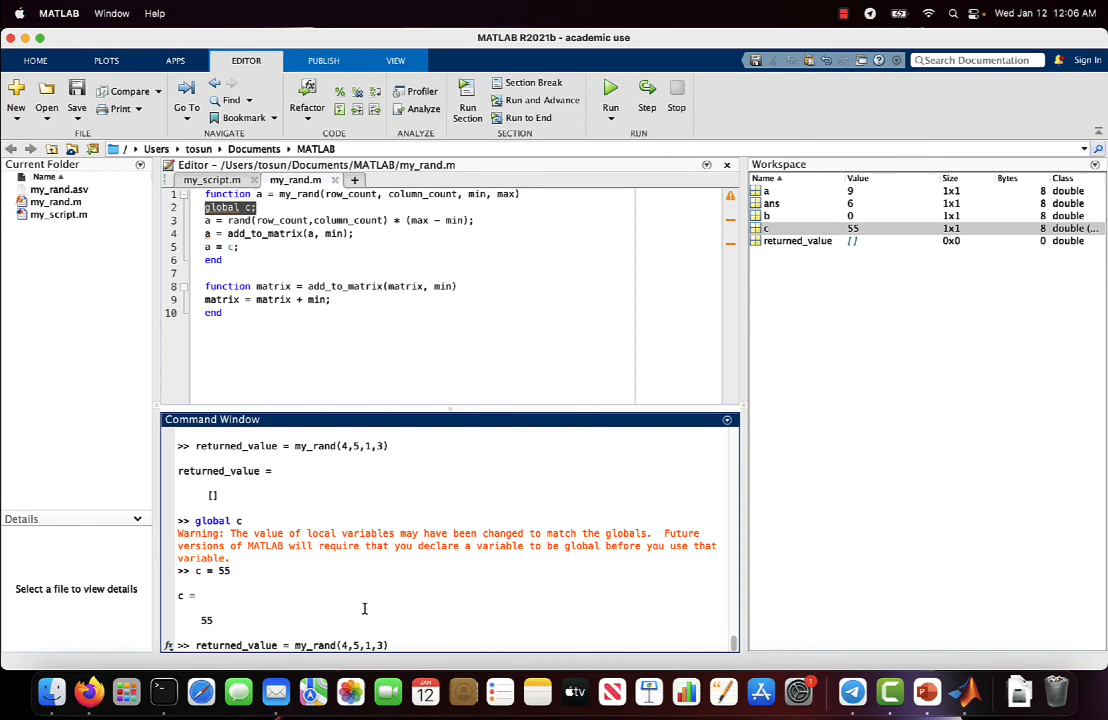 MATLAB Window Help Wed Jan 12 12:06 AM
MATLAB R2021b - academic use
HOME PLOTS APPS EDITOR PUBLISH VIEW Search Documentation Sign In
New Open Save Compare Print Go To Find Bookmark Refactor Profiler Analyze Run Section Section Break Run and Advance Run to End Run Step Stop
FILE NAVIGATE CODE ANALYZE SECTION RUN
/ Users tosun Documents MATLAB
Current Folder
Name
my_rand.asv
my_rand.m
my_script.m
Details
Select a file to view details
Editor - /Users/tosun/Documents/MATLAB/my_rand.m
my_script.m my_rand.m
1 function a = my_rand(row_count, column_count, min, max)
2 global c;
3 a = rand(row_count,column_count) * (max - min);
4 a = add_to_matrix(a, min);
5 a = c;
6 end
7
8 function matrix = add_to_matrix(matrix, min)
9 matrix = matrix + min;
10 end
Command Window
>> returned_value = my_rand(4,5,1,3)
returned_value =
[]
>> global c
Warning: The value of local variables may have been changed to match the globals. Future
versions of MATLAB will require that you declare a variable to be global before you use that
variable.
>> c = 55
c =
55
fx >> returned_value = my_rand(4,5,1,3)
Workspace
Name Value Size Bytes Class
a 9 1x1 8 double
ans 6 1x1 8 double
b 0 1x1 8 double
c 55 1x1 8 double (...
returned_value [] 0x0 0 double
JAN
12
tv
1